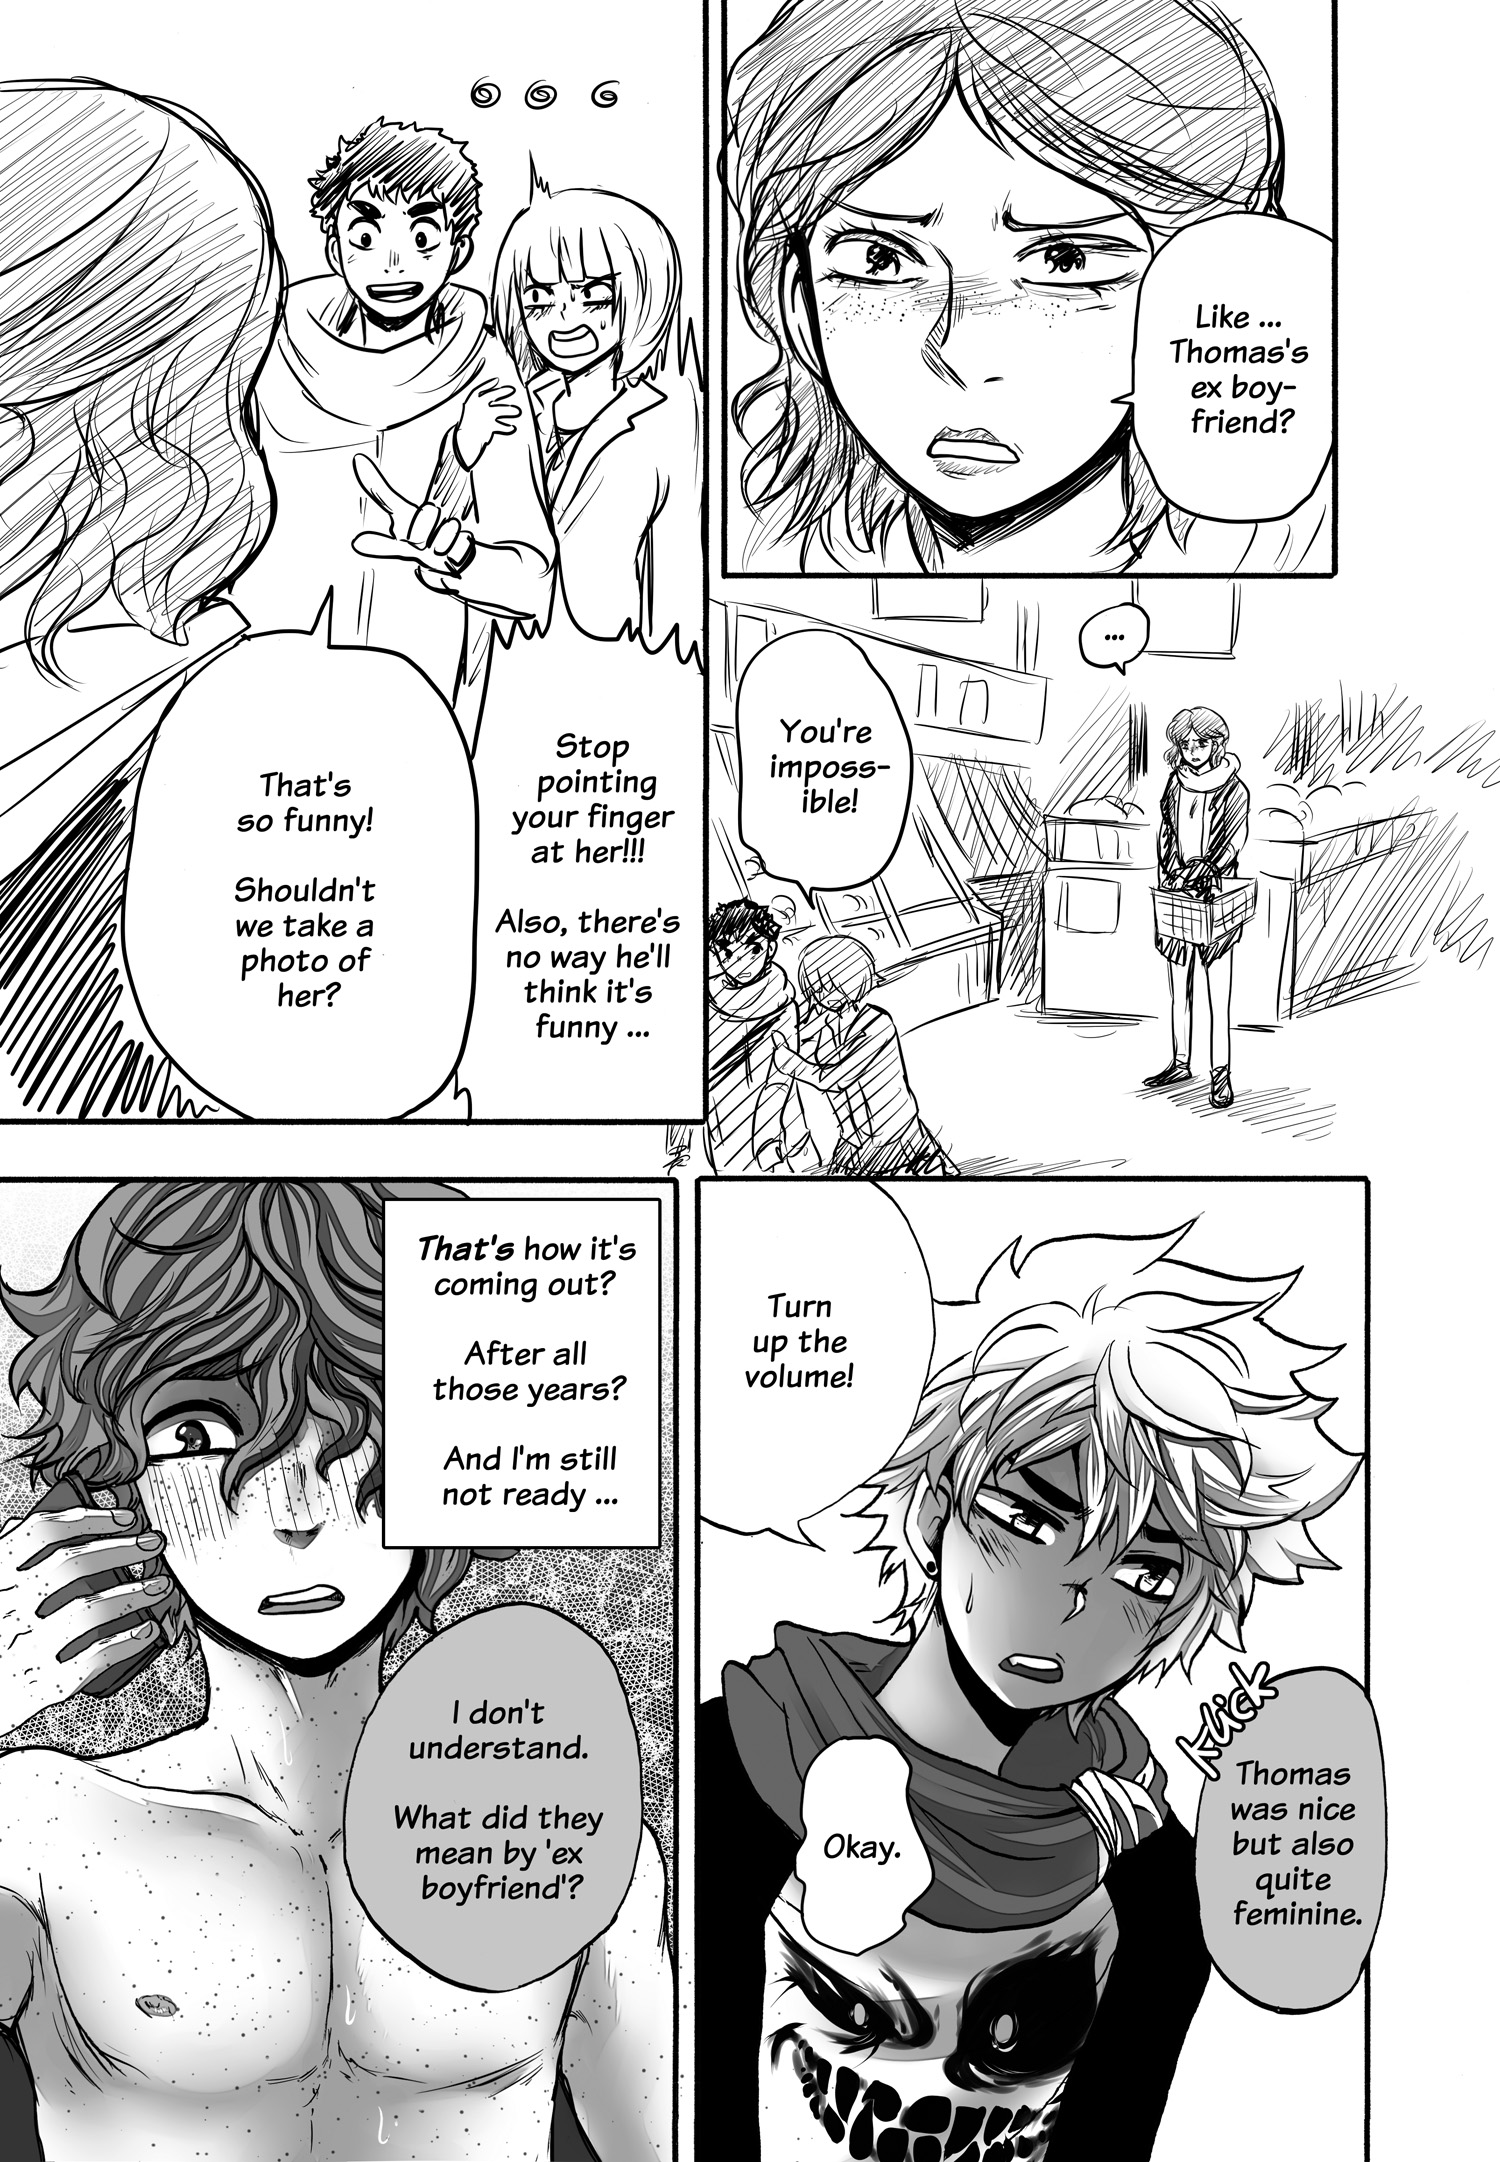 Like ...
Thomas's
ex boy-
friend?
...
You're
imposs-
ible!
That's
so funny!
Shouldn't
we take a
photo of
her?
Stop
pointing
your finger
at her!!!
Also, there's
no way he'll
think it's
funny ...
Turn
up the
volume!
Okay.
Klick
Thomas
was nice
but also
quite
feminine.
That's how it's
coming out?
After all
those years?
And I'm still
not ready ...
I don't
understand.
What did they
mean by 'ex
boyfriend'?